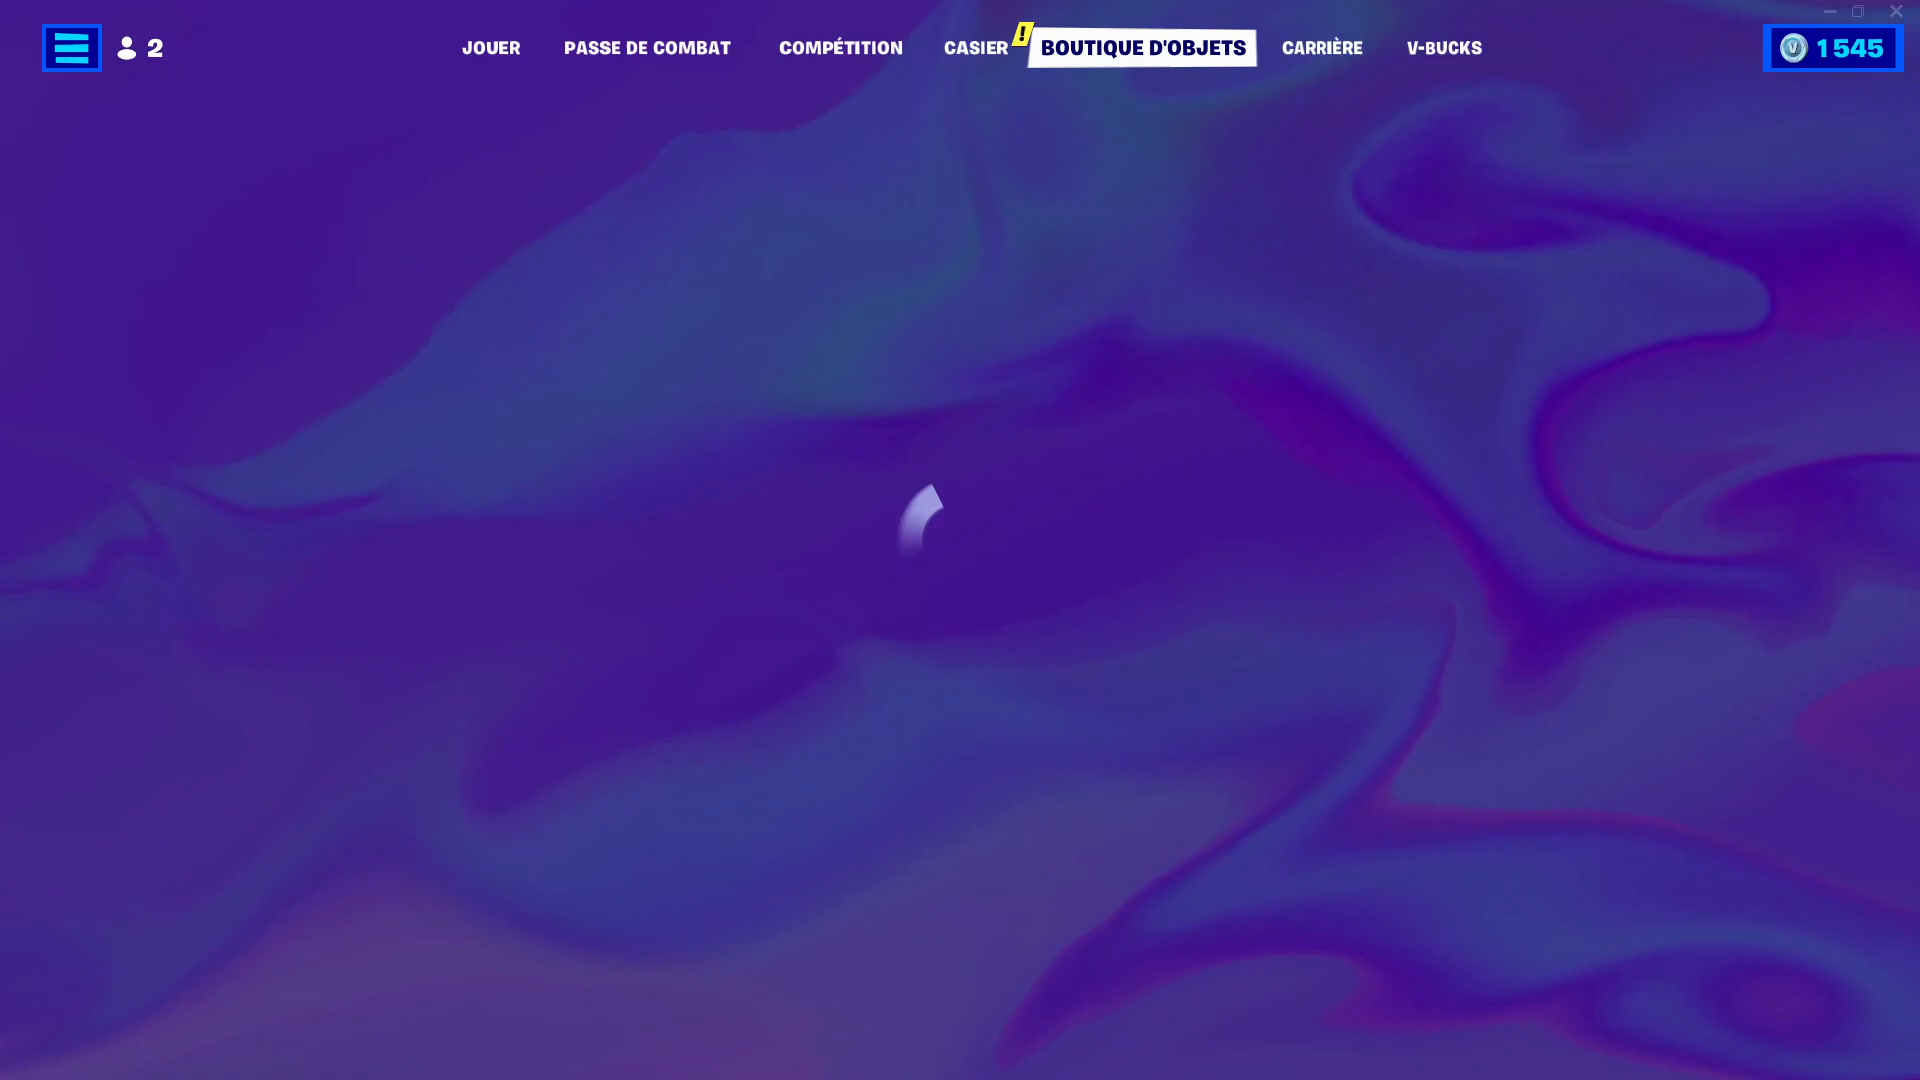 2 JOUER PASSE DE COMBAT COMPÉTITION CASIER ! BOUTIQUE D'OBJETS CARRIÈRE V-BUCKS V 1545